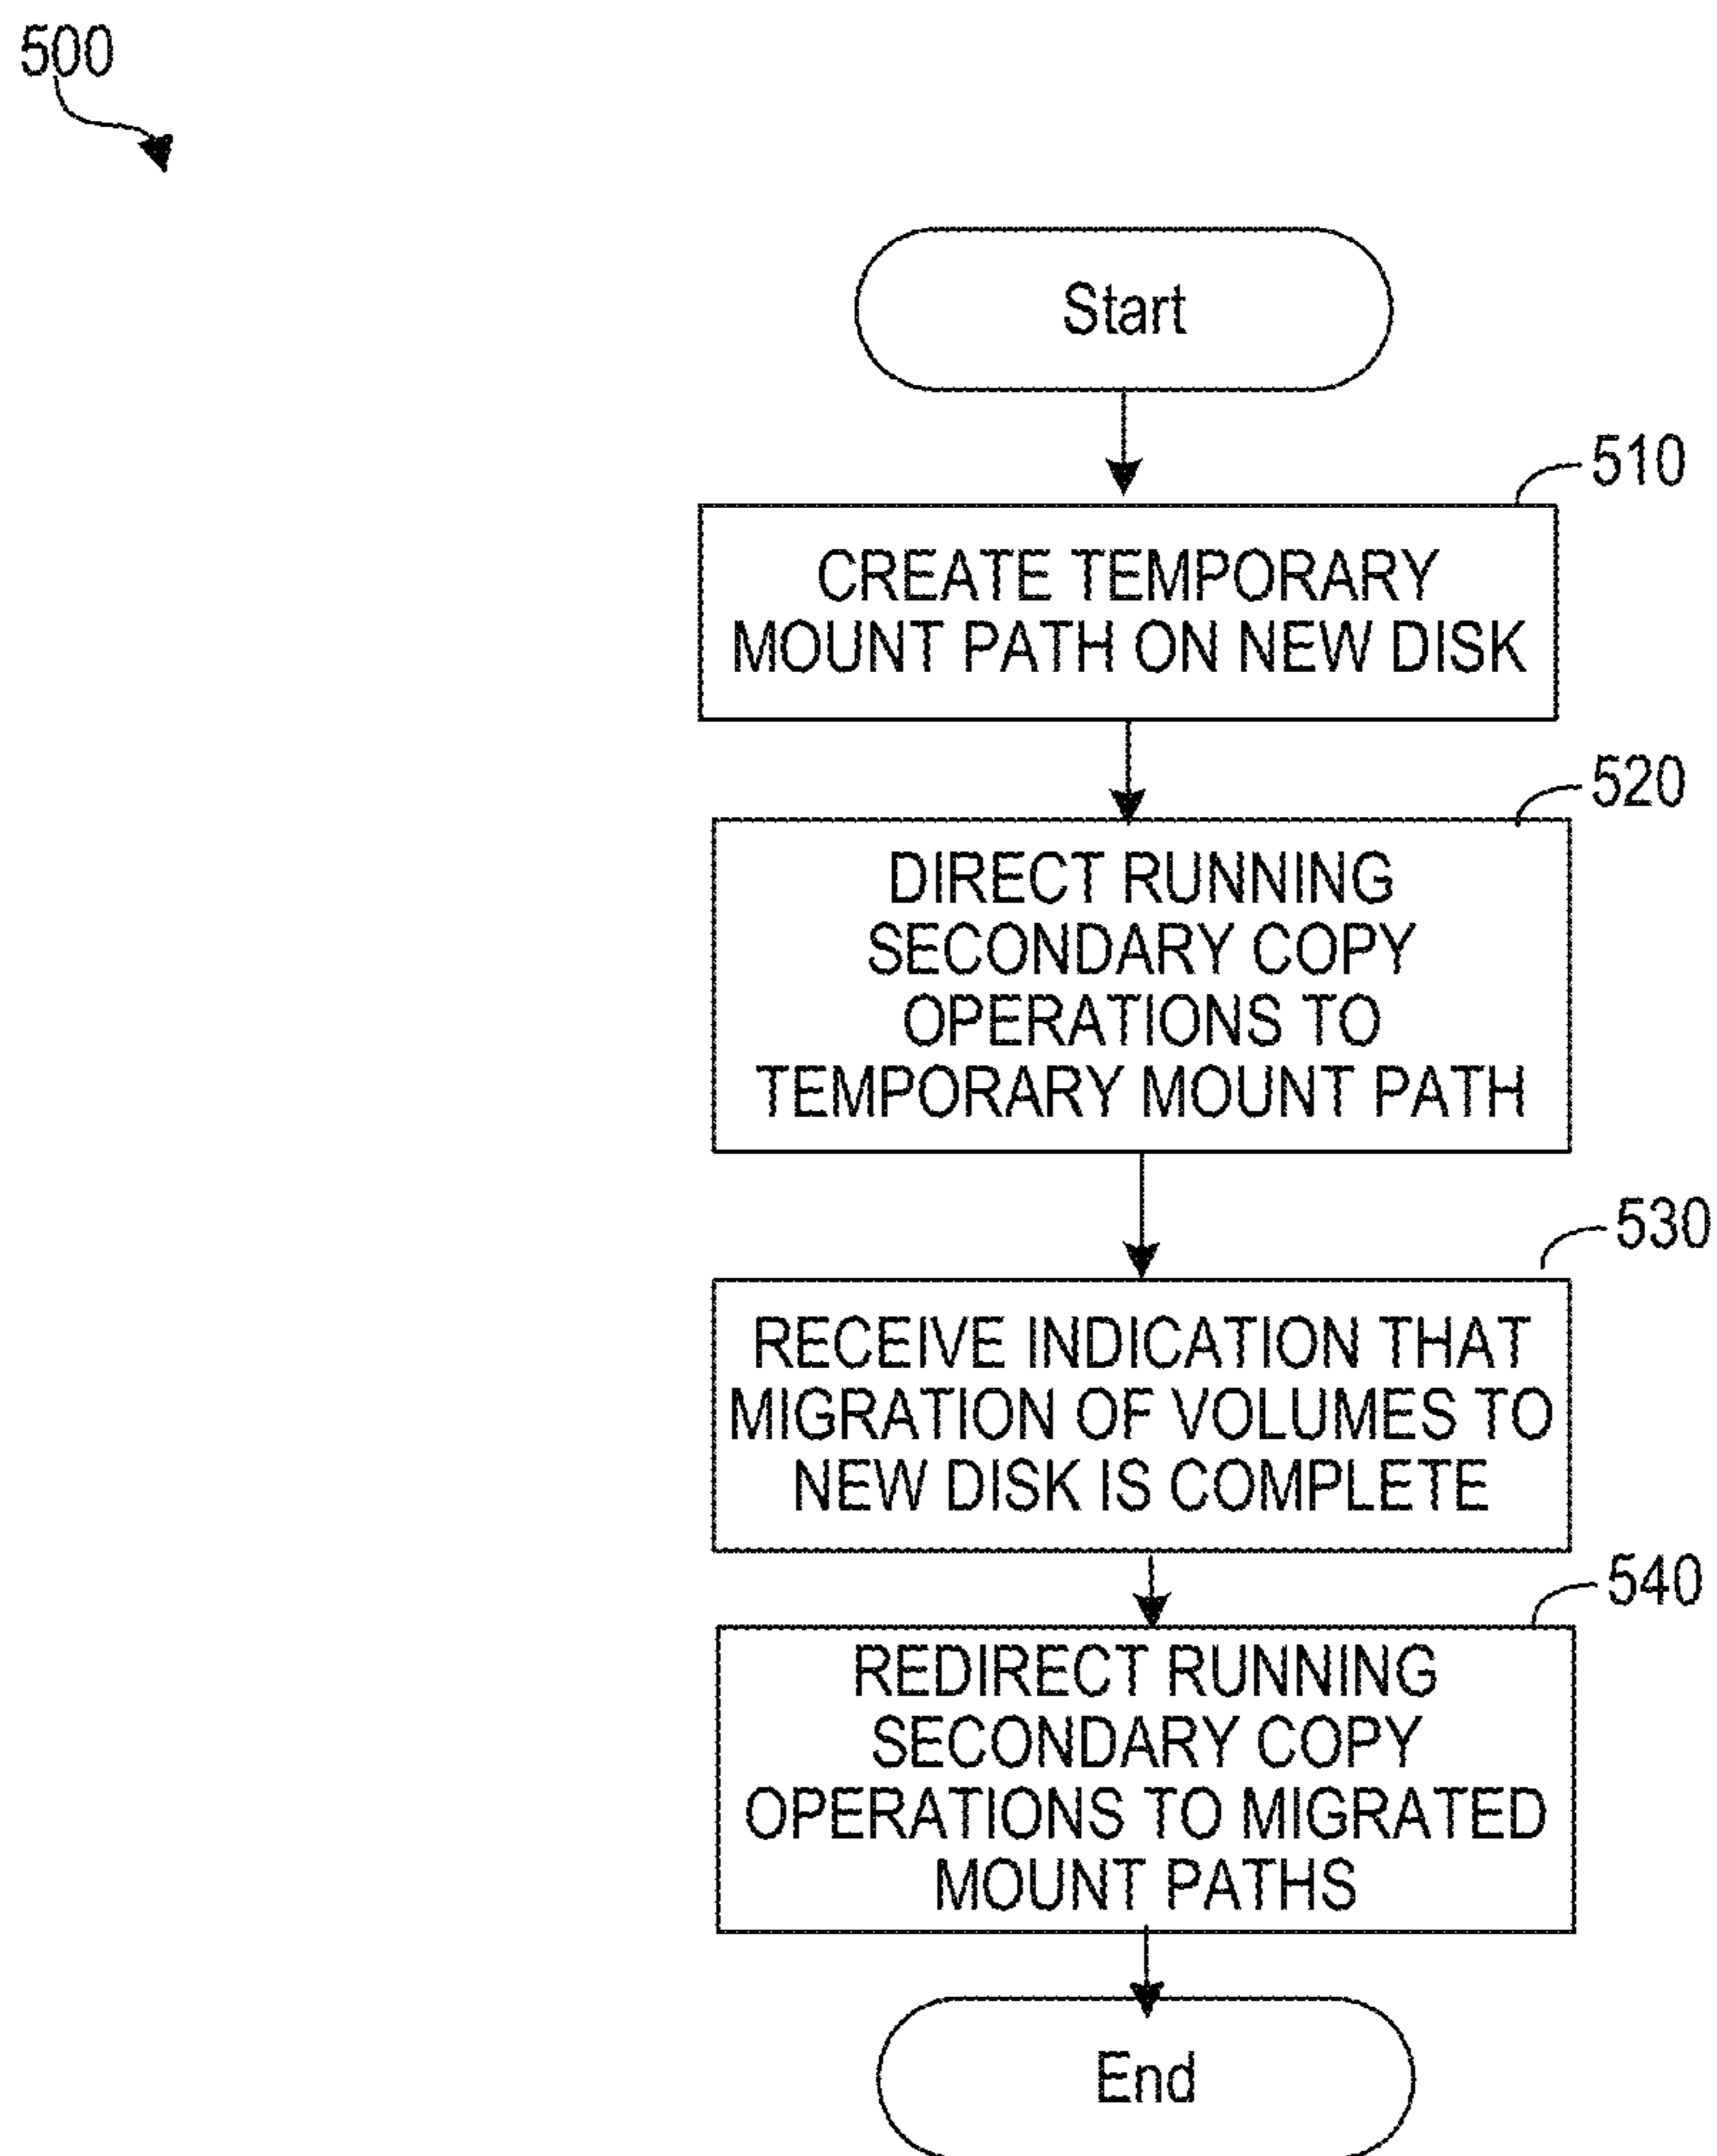 500
Start
510
CREATE TEMPORARY
MOUNT PATH ON NEW DISK
520
DIRECT RUNNING
SECONDARY COPY
OPERATIONS TO
TEMPORARY MOUNT PATH
530
RECEIVE INDICATION THAT
MIGRATION OF VOLUMES TO
NEW DISK IS COMPLETE
540
REDIRECT RUNNING
SECONDARY COPY
OPERATIONS TO MIGRATED
MOUNT PATHS
End